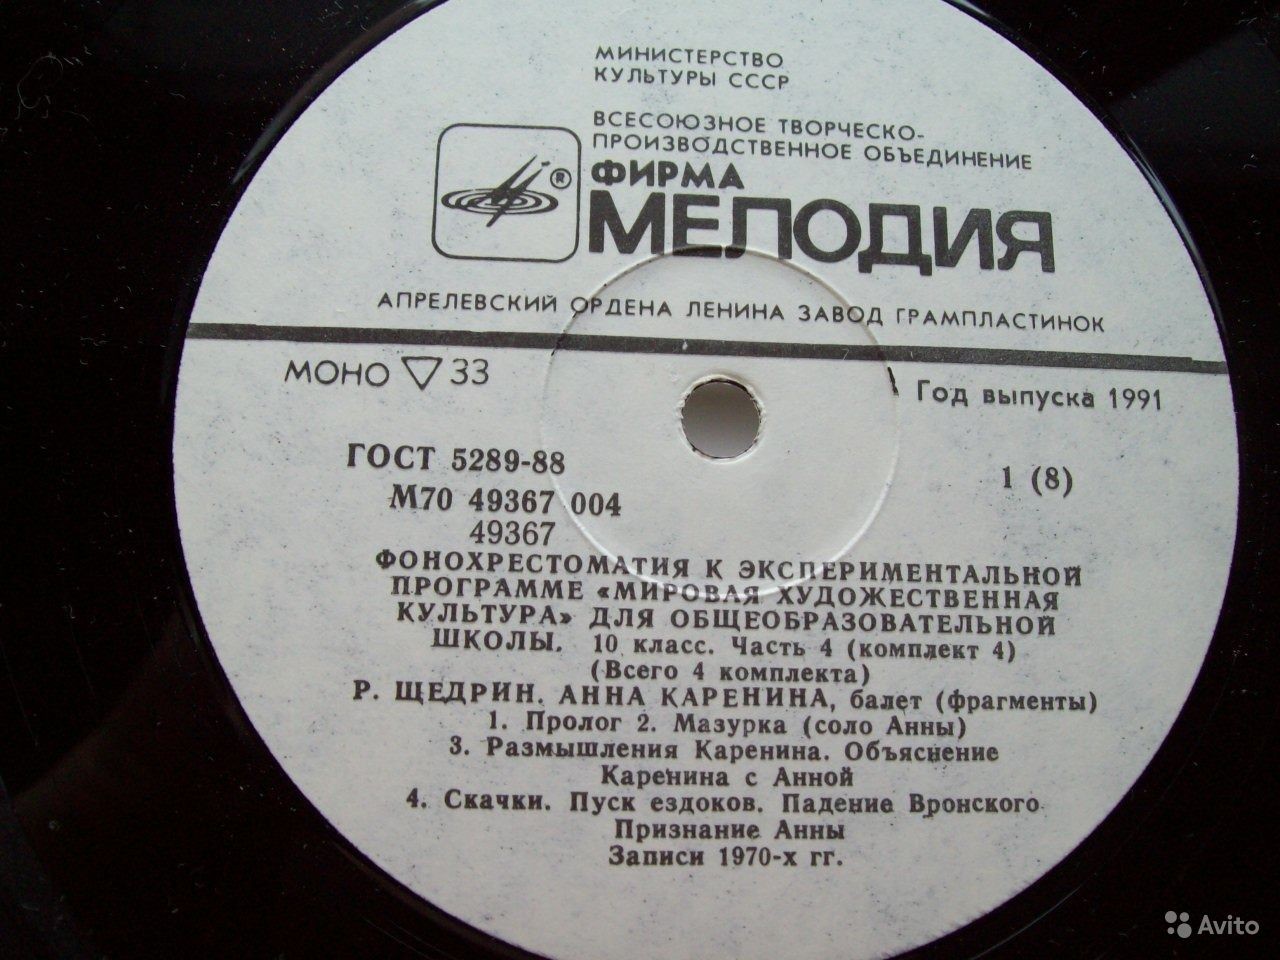 МИНИСТЕРСТВО
КУЛЬТУРЫ СССР
ВСЕСОЮЗНОЕ ТВОРЧЕСКО-
ПРОИЗВОДСТВЕННОЕ ОБЪЕДИНЕНИЕ
®
ФИРМА
МЕЛОДИЯ
АПРЕЛЕВСКИЙ ОРДЕНА ЛЕНИНА ЗАВОД ГРАМПЛАСТИНОК
МОНО ▽ 33
Год выпуска 1991
ГОСТ 5289-88
1 (8)
М70 49367 004
49367
ФОНОХРЕСТОМАТИЯ К ЭКСПЕРИМЕНТАЛЬНОЙ
ПРОГРАММЕ «МИРОВАЯ ХУДОЖЕСТВЕННАЯ
КУЛЬТУРА» ДЛЯ ОБЩЕОБРАЗОВАТЕЛЬНОЙ
ШКОЛЫ. 10 класс. Часть 4 (комплект 4)
(Всего 4 комплекта)
Р. ЩЕДРИН. АННА КАРЕНИНА, балет (фрагменты)
1. Пролог 2. Мазурка (соло Анны)
3. Размышления Каренина. Объяснение
Каренина с Анной
4. Скачки. Пуск ездоков. Падение Вронского
Признание Анны
Записи 1970-х гг.
Avito